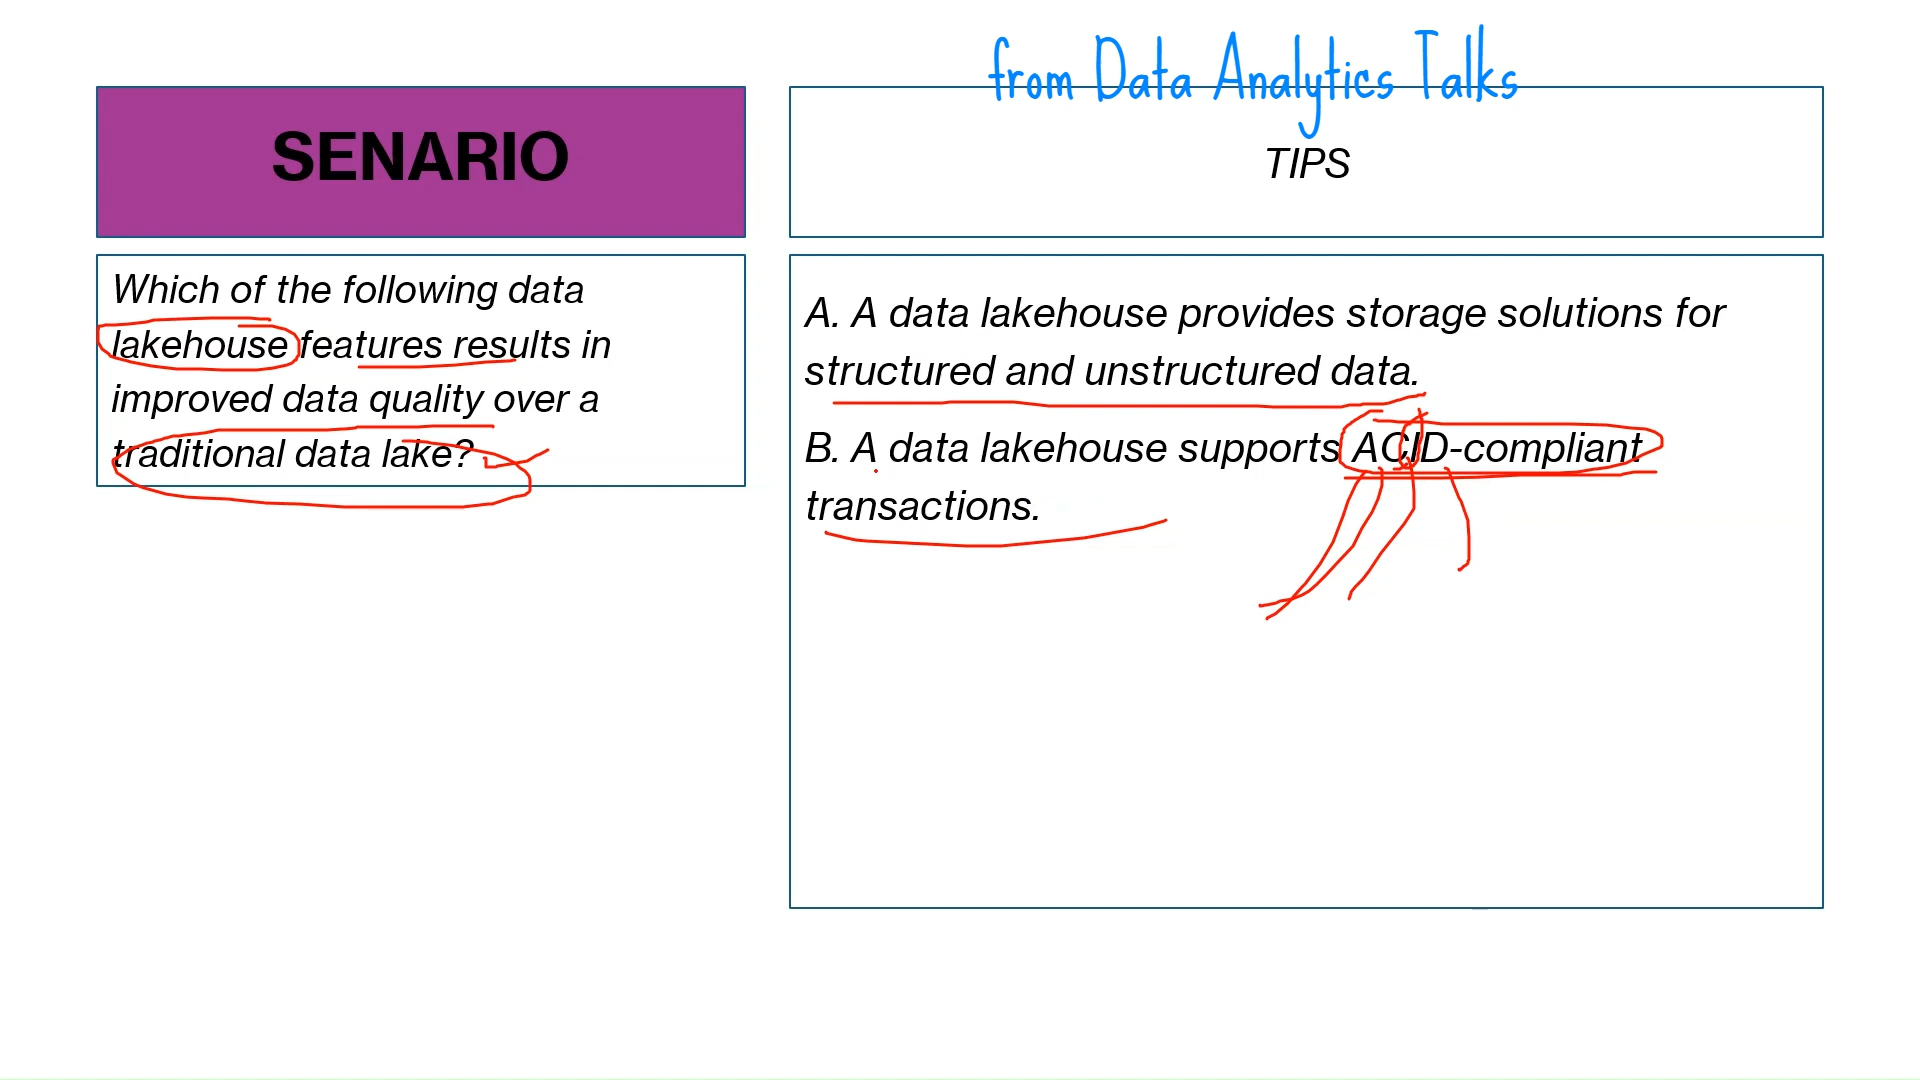 from Data Analytics Talks
SENARIO
TIPS
Which of the following data
lakehouse features results in
improved data quality over a
traditional data lake?
A. A data lakehouse provides storage solutions for
structured and unstructured data.
B. A data lakehouse supports ACID-compliant
transactions.